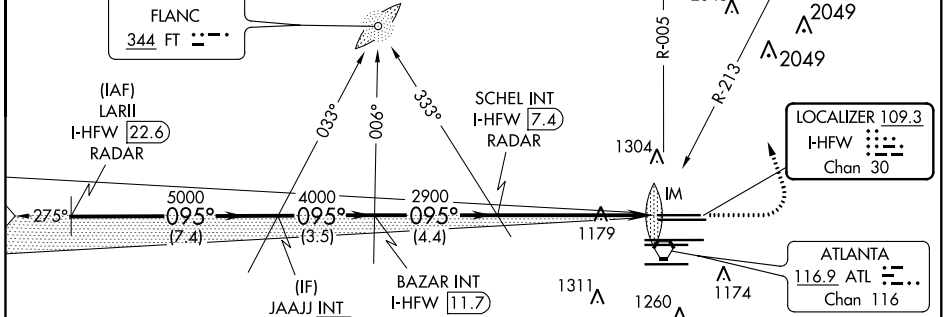 FLANC
344 FT
R-005
2049
2049
R-213
(IAF)
LARII
I-HFW 22.6
RADAR
033°
006°
333°
SCHEL INT
I-HFW 7.4
RADAR
LOCALIZER 109.3
I-HFW
Chan 30
1304
IM
5000
4000
2900
275°
095°
095°
095°
(7.4)
(3.5)
(4.4)
1179
(IF)
JAAJJ INT
BAZAR INT
I-HFW 11.7
1311
1260
1174
ATLANTA
116.9 ATL
Chan 116